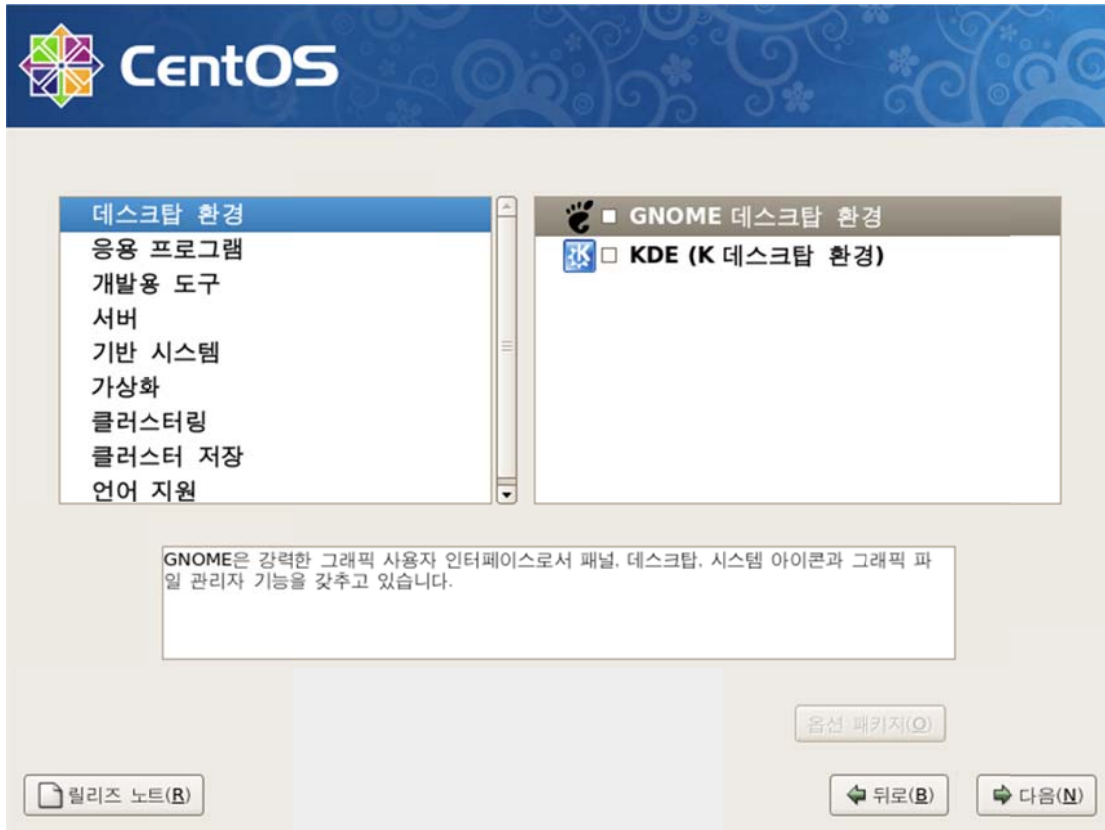 CentOS
데스크탑 환경
응용 프로그램
개발용 도구
서버
기반 시스템
가상화
클러스터링
클러스터 저장
언어 지원
GNOME 데스크탑 환경
KDE (K 데스크탑 환경)
GNOME은 강력한 그래픽 사용자 인터페이스로서 패널, 데스크탑, 시스템 아이콘과 그래픽 파
일 관리자 기능을 갖추고 있습니다.
옵션 패키지(O)
릴리즈 노트(R)
뒤로(B)
다음(N)